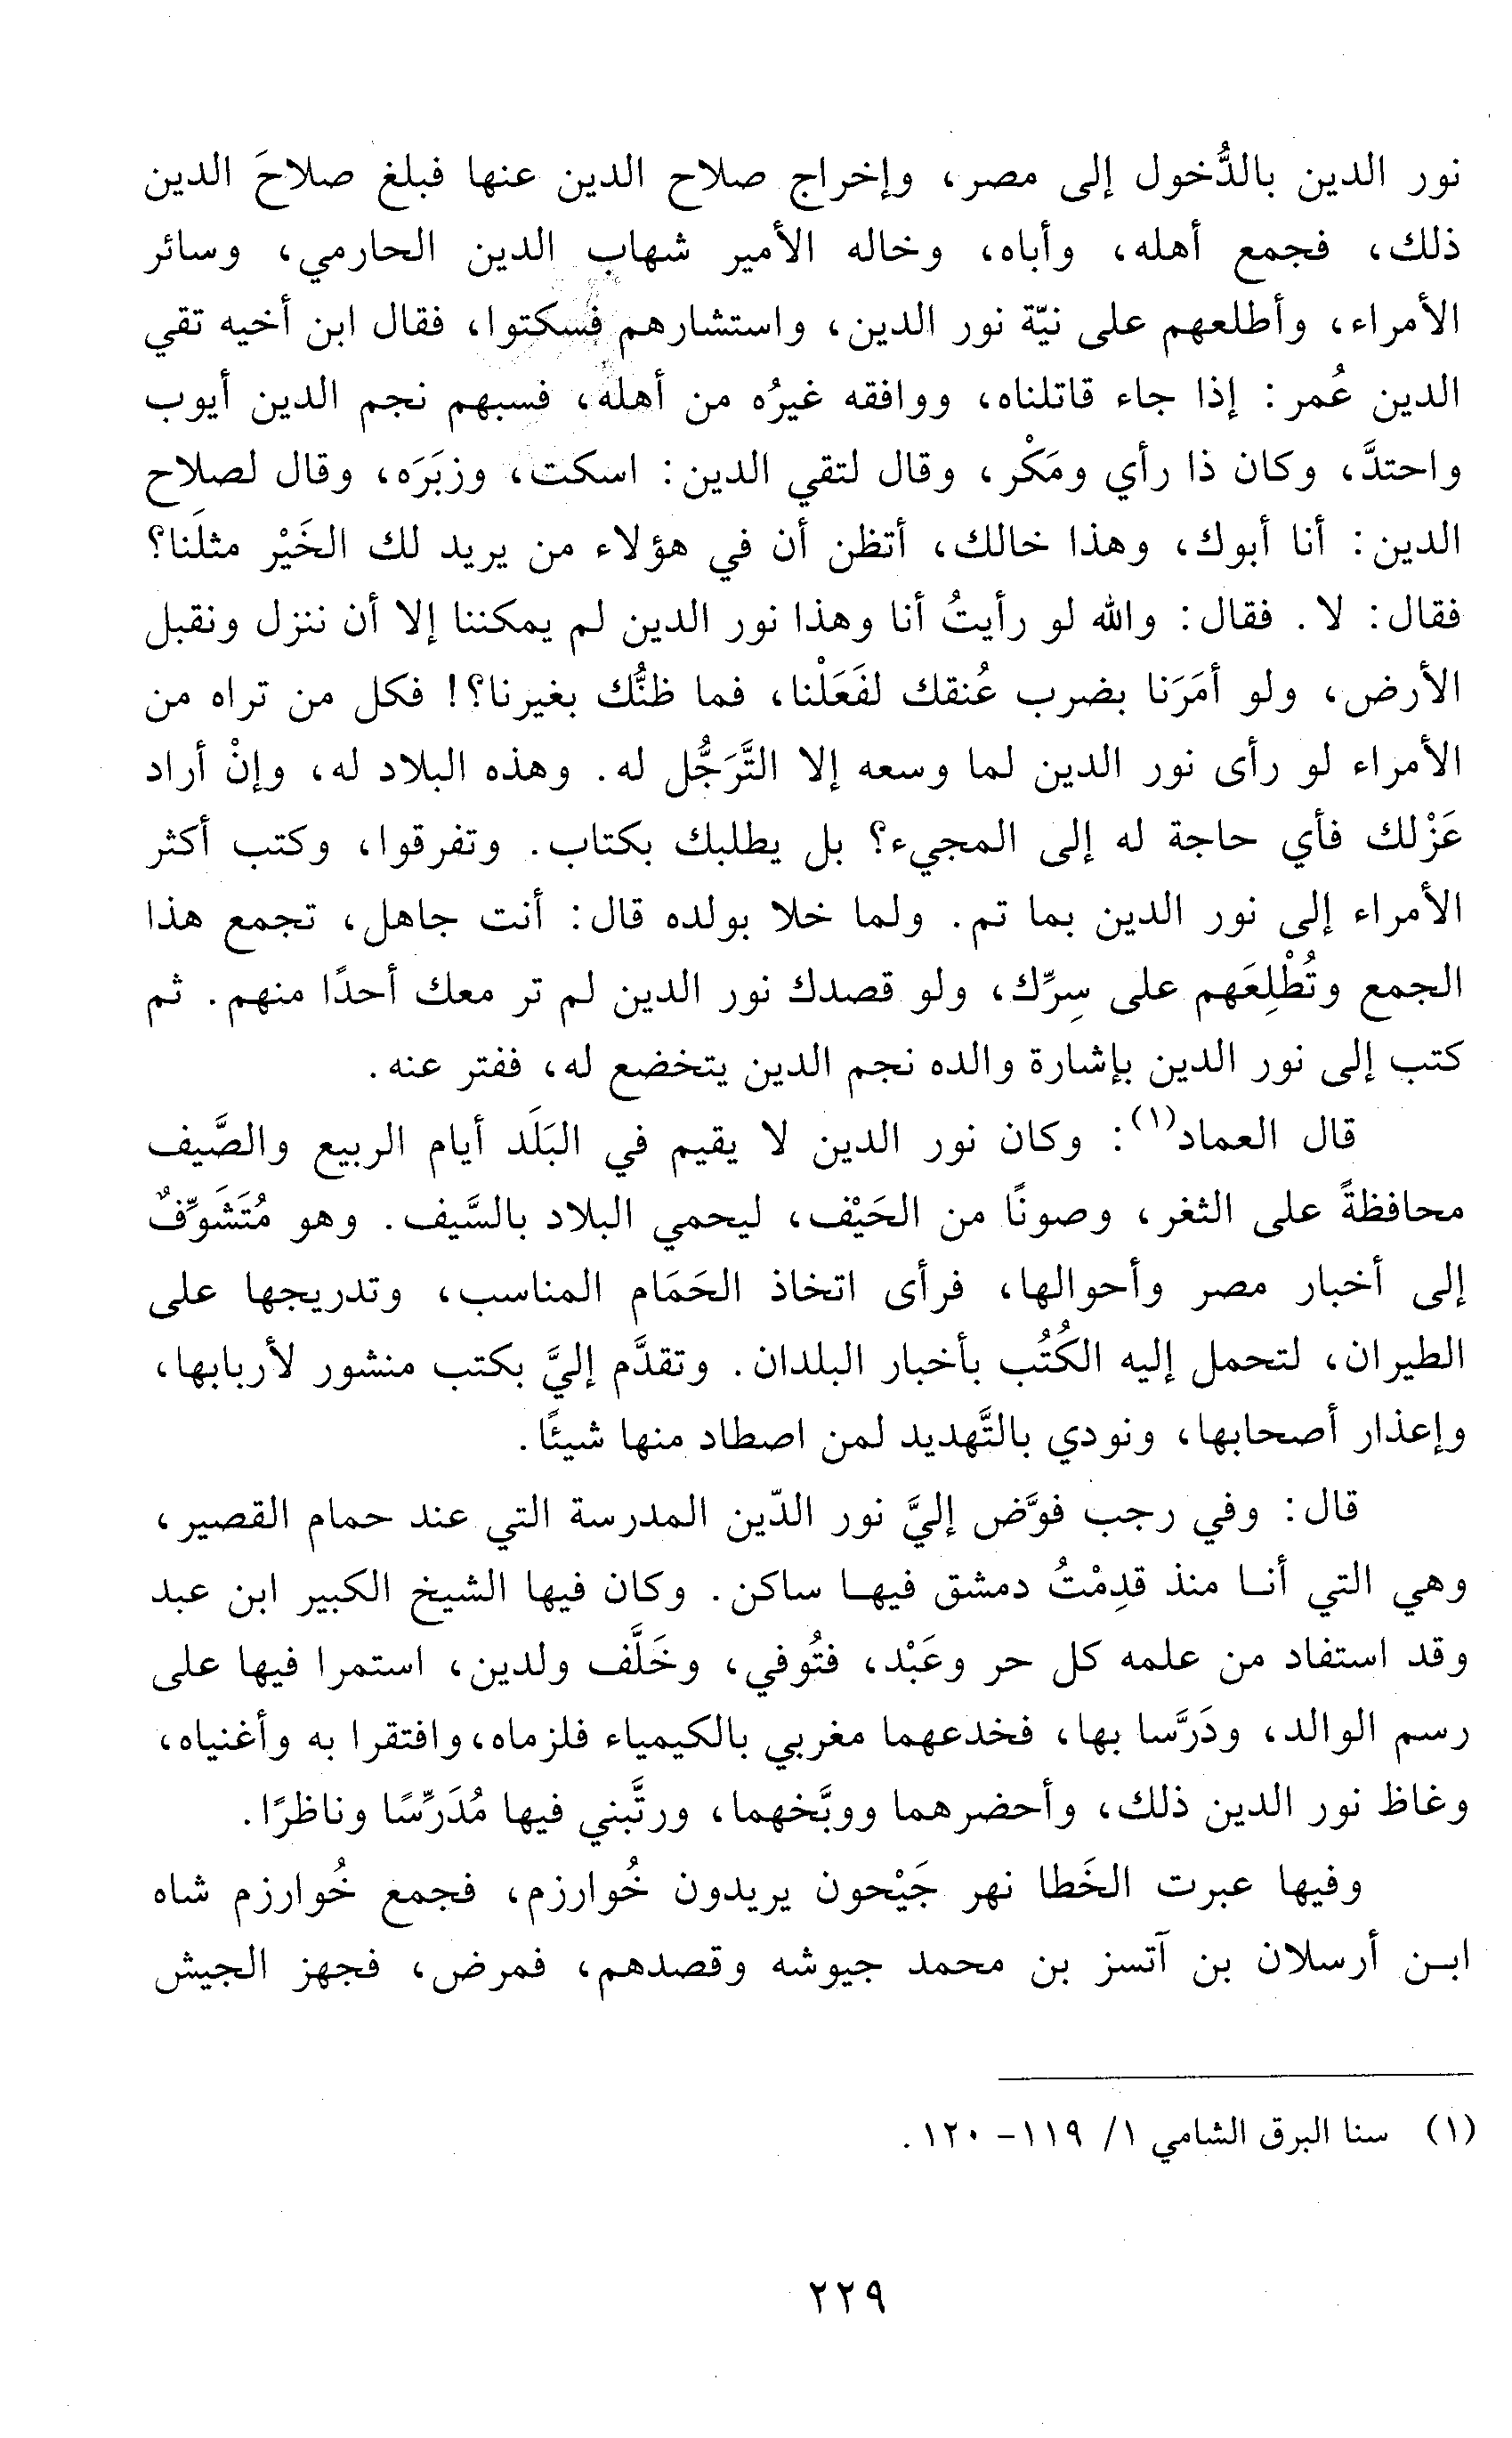 نور الدين بالدُّخول إلى مصر، وإخراج صلاح الدين عنها فبلغ صلاحَ الدين
ذلك، فجمع أهله، وأباه، وخاله الأمير شهاب الدين الحارمي، وسائر
الأمراء، وأطلعهم على نيّة نور الدين، واستشارهم فسكتوا، فقال ابن أخيه تقي
الدين عُمر: إذا جاء قاتلناه، ووافقه غيرُه من أهله، فسبهم نجم الدين أيوب
واحتدَّ، وكان ذا رأي ومَكْر، وقال لتقي الدين: اسكت، وزبَرَه، وقال لصلاح
الدين: أنا أبوك، وهذا خالك، أتظن أن في هؤلاء من يريد لك الخَيْر مثلَنا؟
فقال: لا. فقال: والله لو رأيتُ أنا وهذا نور الدين لم يمكننا إلا أن ننزل ونقبل
الأرض، ولو أمَرَنا بضرب عُنقك لفَعَلْنا، فما ظنُّك بغيرنا؟! فكل من تراه من
الأمراء لو رأى نور الدين لما وسعه إلا التَّرَجُّل له. وهذه البلاد له، وإنْ أراد
عَزْلك فأي حاجة له إلى المجيء؟ بل يطلبك بكتاب. وتفرقوا، وكتب أكثر
الأمراء إلى نور الدين بما تم. ولما خلا بولده قال: أنت جاهل، تجمع هذا
الجمع وتُطْلِعَهم على سِرِّك، ولو قصدك نور الدين لم تر معك أحدًا منهم. ثم
كتب إلى نور الدين بإشارة والده نجم الدين يتخضع له، ففتر عنه.
قال العماد(١): وكان نور الدين لا يقيم في البَلَد أيام الربيع والصَّيف
محافظةً على الثغر، وصونًا من الحَيْف، ليحمي البلاد بالسَّيف. وهو مُتَشَوِّفٌ
إلى أخبار مصر وأحوالها، فرأى اتخاذ الحَمَام المناسب، وتدريجها على
الطيران، لتحمل إليه الكُتُب بأخبار البلدان. وتقدَّم إليَّ بكتب منشور لأربابها،
وإعذار أصحابها، ونودي بالتَّهديد لمن اصطاد منها شيئًا.
قال: وفي رجب فوَّض إليَّ نور الدّين المدرسة التي عند حمام القصير،
وهي التي أنا منذ قدِمْتُ دمشق فيها ساكن. وكان فيها الشيخ الكبير ابن عبد
وقد استفاد من علمه كل حر وعَبْد، فتُوفي، وخَلَّف ولدين، استمرا فيها على
رسم الوالد، ودَرَّسا بها، فخدعهما مغربي بالكيمياء فلزماه، وافتقرا به وأغنياه،
وغاظ نور الدين ذلك، وأحضرهما ووبَّخهما، ورتَّبني فيها مُدَرِّسًا وناظرًا.
وفيها عبرت الخَطا نهر جَيْحون يريدون خُوارزم، فجمع خُوارزم شاه
ابن أرسلان بن آتسز بن محمد جيوشه وقصدهم، فمرض، فجهز الجيش
(١) سنا البرق الشامي ١/ ١١٩- ١٢٠.
٢٢٩